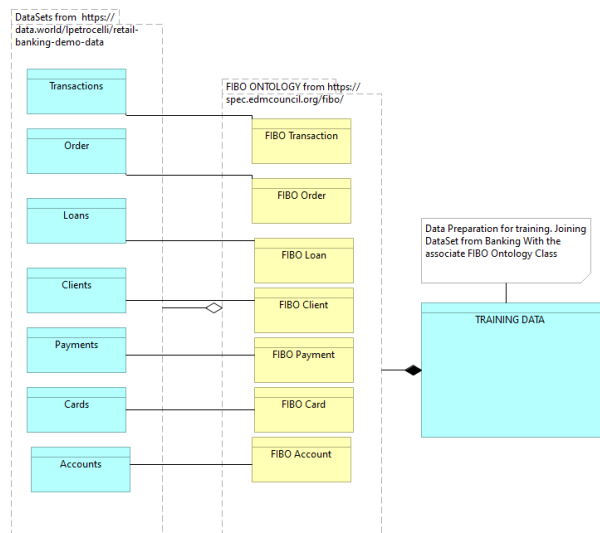 DataSets from  https://
data.world/lpetrocelli/retail-
banking-demo-data
Transactions
Order
Loans
Clients
Payments
Cards
Accounts
FIBO ONTOLOGY from https://
spec.edmcouncil.org/fibo/
FIBO Transaction
FIBO Order
FIBO Loan
FIBO Client
FIBO Payment
FIBO Card
FIBO Account
Data Preparation for training. Joining
DataSet from Banking With the
associate FIBO Ontology Class
TRAINING DATA